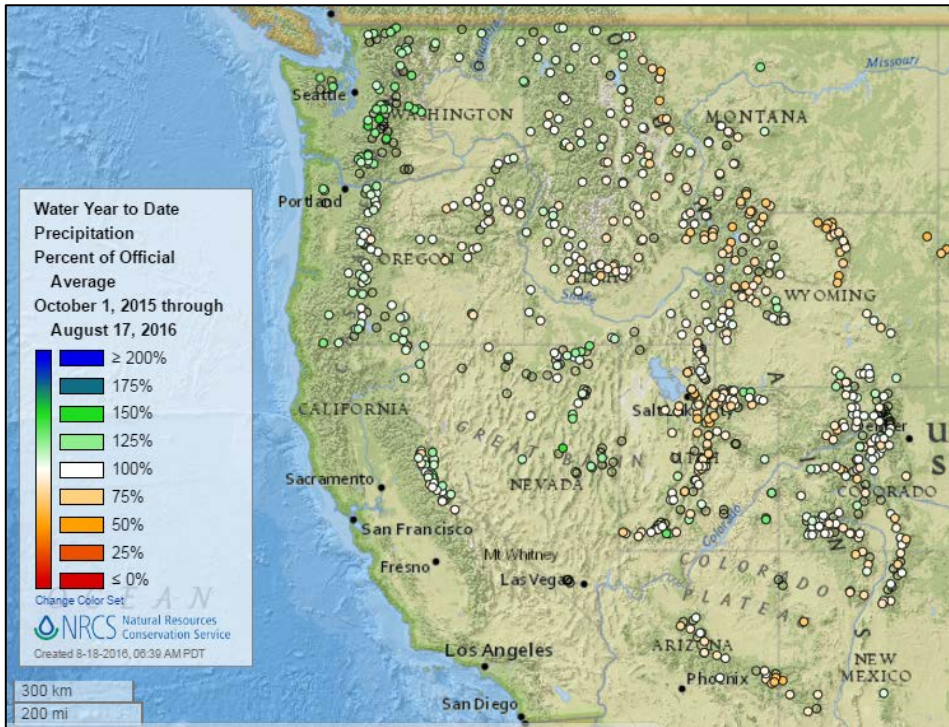 Missouri
Seattle
WASHINGTON
MONTANA
Portland
OREGON
Snake
WYOMING
Water Year to Date
Precipitation
Percent of Official
Average
October 1, 2015 through
August 17, 2016
≥ 200%
175%
150%
125%
100%
75%
50%
25%
≤ 0%
Change Color Set
OCEAN
NRCS Natural Resources
Conservation Service
Created 8-18-2016, 06:39 AM PDT
CALIFORNIA
GREAT BASIN
NEVADA
UTAH
Sacramento
San Francisco
COLORADO
Colorado
Mt Whitney
Fresno
Las Vegas
COLORADO
PLATEAU
Los Angeles
ARIZONA
Phoenix
NEW
MEXICO
San Diego
300 km
200 mi